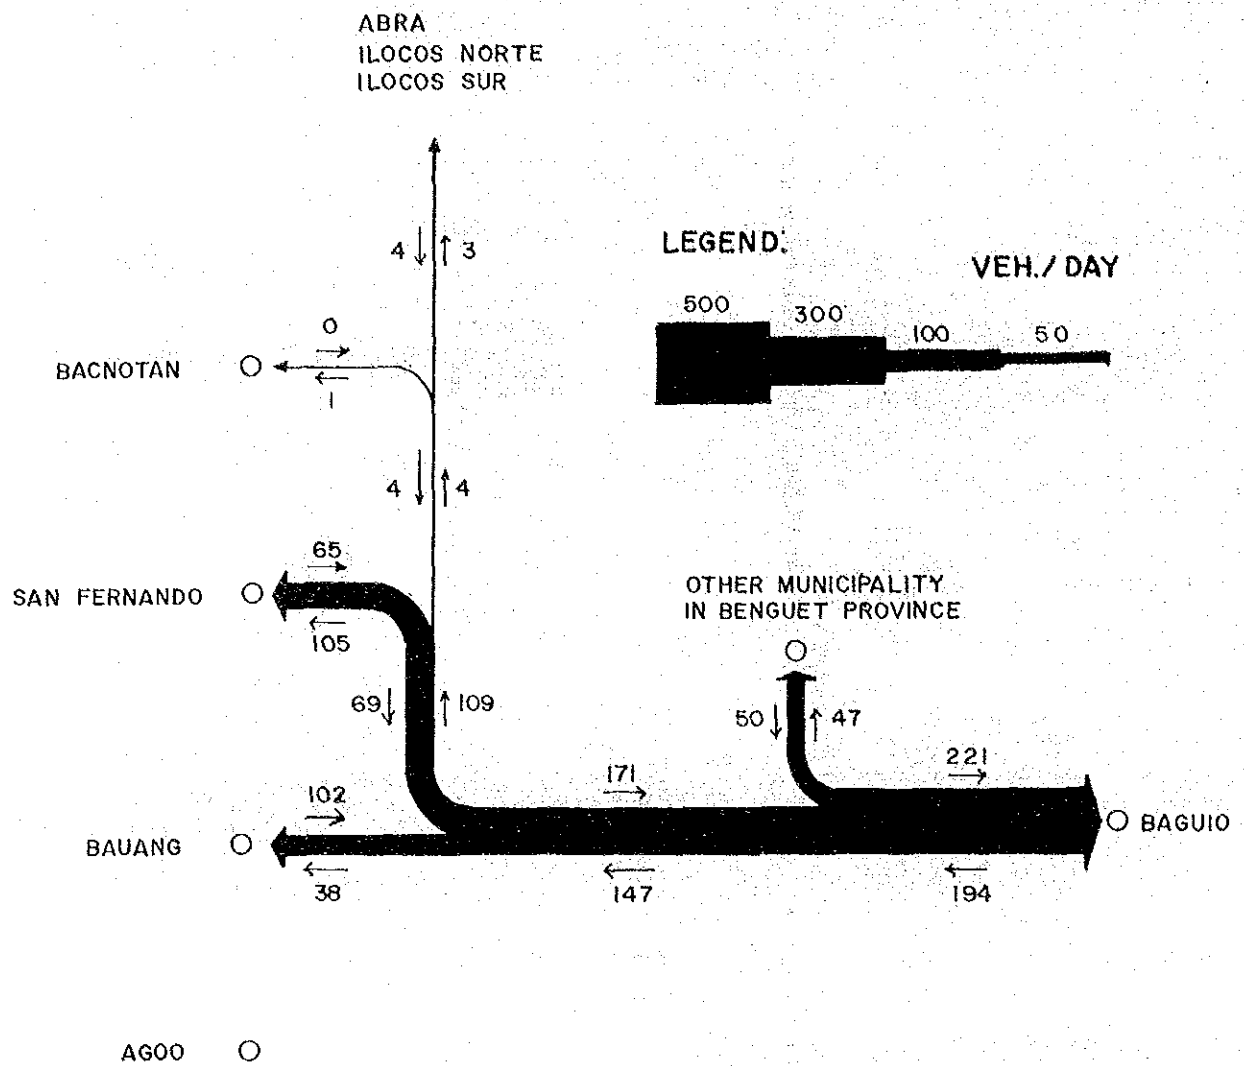 ABRA
ILOCOS NORTE
ILOCOS SUR
4
3
LEGEND:
VEH./DAY
500
300
100
50
0
BACNOTAN
1
4
4
65
SAN FERNANDO
105
OTHER MUNICIPALITY
IN BENGUET PROVINCE
69
109
50
47
171
221
102
BAUANG
BAGUIO
38
147
194
AGOO